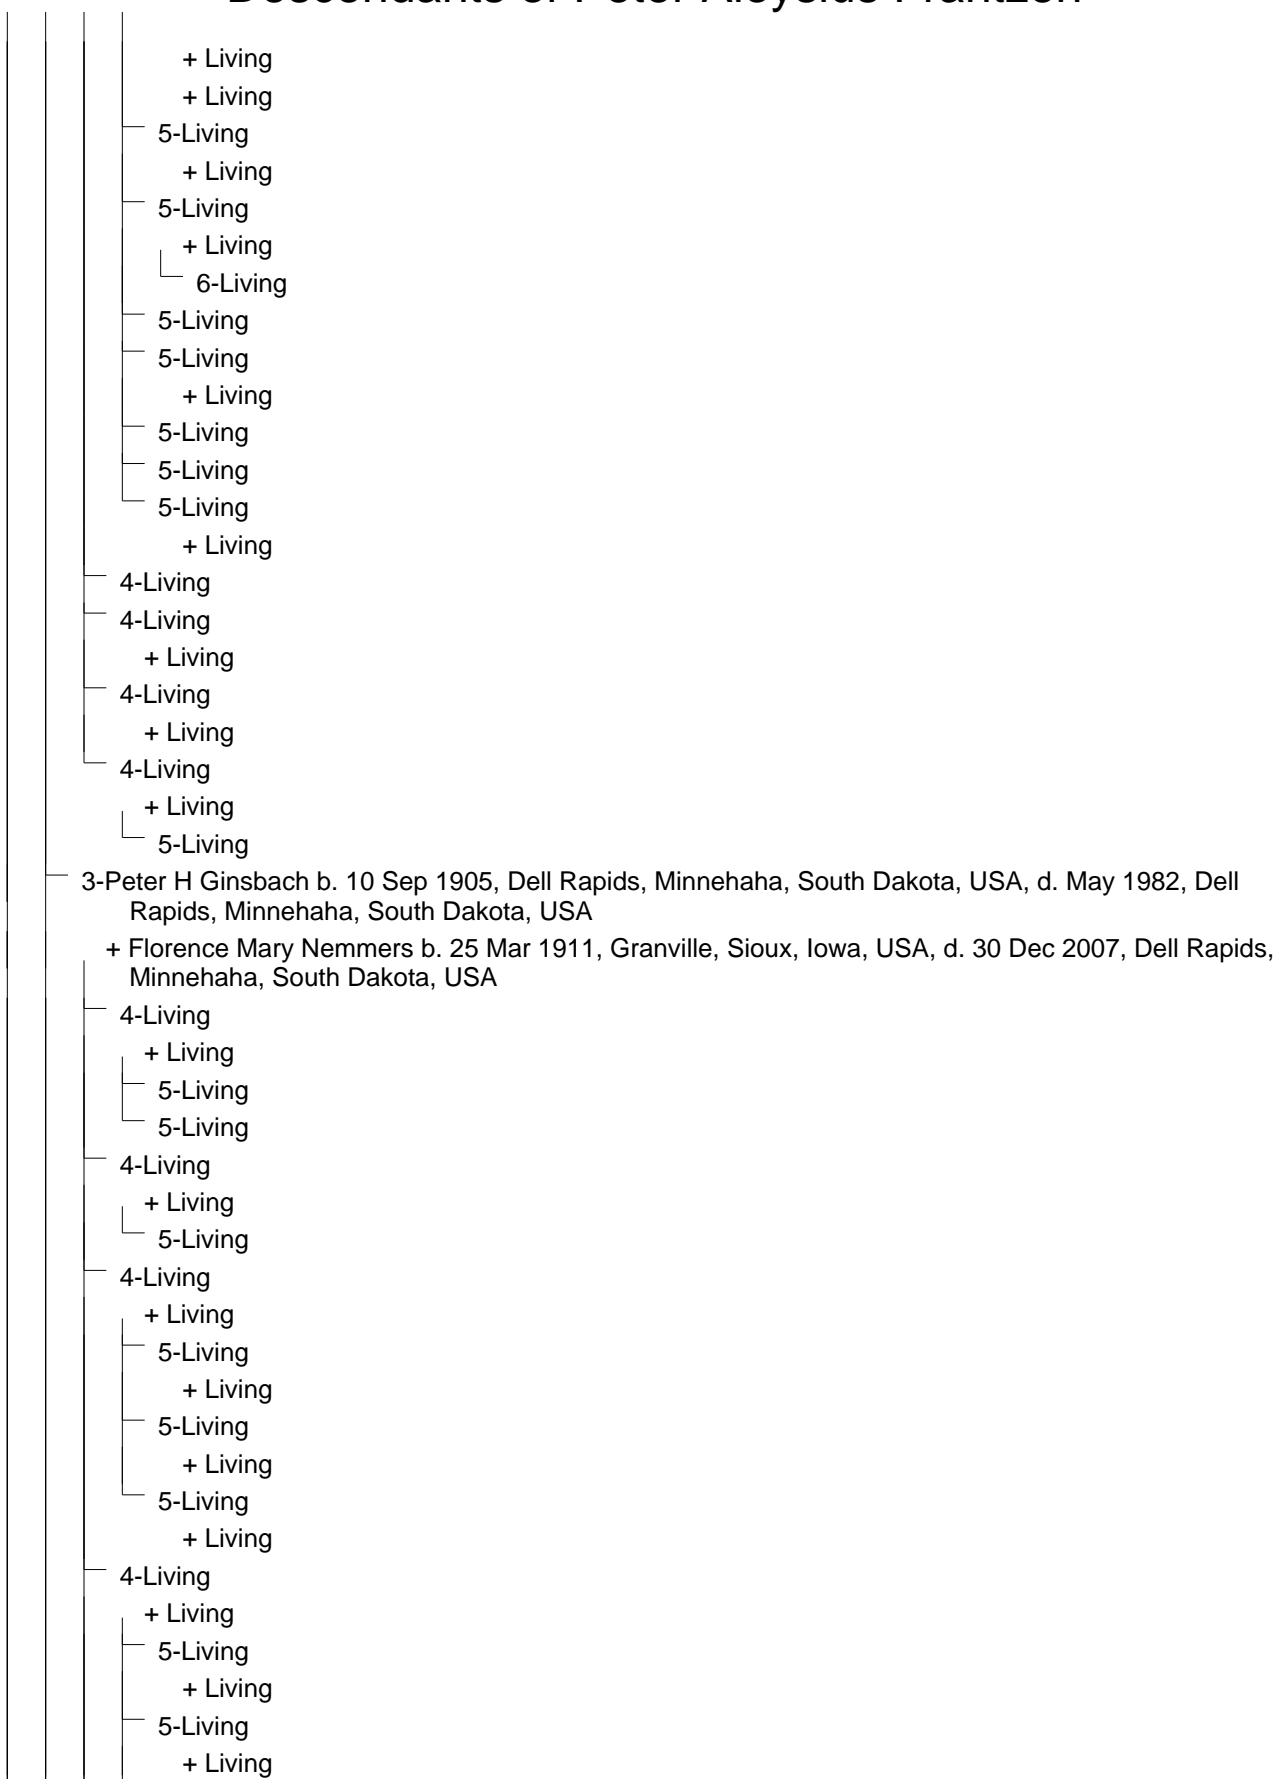 Descendants of Peter Aloysius Frantzen
+ Living
+ Living
5-Living
+ Living
5-Living
+ Living
6-Living
5-Living
5-Living
+ Living
5-Living
5-Living
5-Living
+ Living
4-Living
4-Living
+ Living
4-Living
+ Living
4-Living
+ Living
5-Living
3-Peter H Ginsbach b. 10 Sep 1905, Dell Rapids, Minnehaha, South Dakota, USA, d. May 1982, Dell
Rapids, Minnehaha, South Dakota, USA
+ Florence Mary Nemmers b. 25 Mar 1911, Granville, Sioux, Iowa, USA, d. 30 Dec 2007, Dell Rapids,
Minnehaha, South Dakota, USA
4-Living
+ Living
5-Living
5-Living
4-Living
+ Living
5-Living
4-Living
+ Living
5-Living
+ Living
5-Living
+ Living
5-Living
+ Living
4-Living
+ Living
5-Living
+ Living
5-Living
+ Living